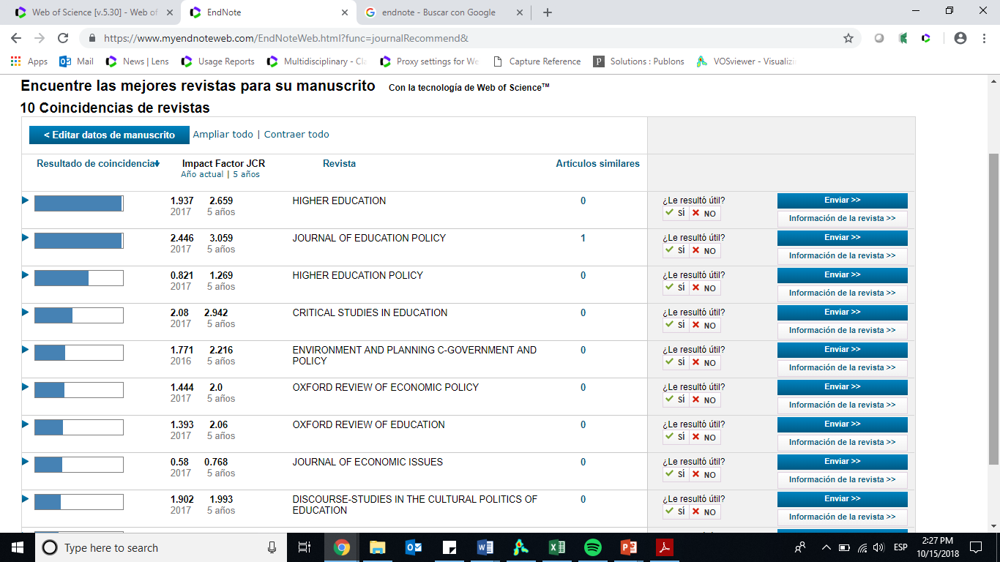 Web of Science [v.5.30] - Web of
EndNote
endnote - Buscar con Google
https://www.myendnoteweb.com/EndNoteWeb.html?func=journalRecommend&
Apps
Mail
News | Lens
Usage Reports
Multidisciplinary - Cl
Proxy settings for We
Capture Reference
P
Solutions : Publons
VOSviewer - Visualizi
Encuentre las mejores revistas para su manuscrito Con la tecnología de Web of Science™
10 Coincidencias de revistas
< Editar datos de manuscrito Ampliar todo | Contraer todo
Resultado de coincidencia Impact Factor JCR Revista Artículos similares
Año actual | 5 años
1.937 2.659 HIGHER EDUCATION 0 ¿Le resultó útil? Enviar >>
2017 5 años SÍ NO Información de la revista >>
2.446 3.059 JOURNAL OF EDUCATION POLICY 1 ¿Le resultó útil? Enviar >>
2017 5 años SÍ NO Información de la revista >>
0.821 1.269 HIGHER EDUCATION POLICY 0 ¿Le resultó útil? Enviar >>
2017 5 años SÍ NO Información de la revista >>
2.08 2.942 CRITICAL STUDIES IN EDUCATION 0 ¿Le resultó útil? Enviar >>
2017 5 años SÍ NO Información de la revista >>
1.771 2.216 ENVIRONMENT AND PLANNING C-GOVERNMENT AND 0 ¿Le resultó útil? Enviar >>
2016 5 años POLICY SÍ NO Información de la revista >>
1.444 2.0 OXFORD REVIEW OF ECONOMIC POLICY 0 ¿Le resultó útil? Enviar >>
2017 5 años SÍ NO Información de la revista >>
1.393 2.06 OXFORD REVIEW OF EDUCATION 0 ¿Le resultó útil? Enviar >>
2017 5 años SÍ NO Información de la revista >>
0.58 0.768 JOURNAL OF ECONOMIC ISSUES 0 ¿Le resultó útil? Enviar >>
2017 5 años SÍ NO Información de la revista >>
1.902 1.993 DISCOURSE-STUDIES IN THE CULTURAL POLITICS OF 0 ¿Le resultó útil? Enviar >>
2017 5 años EDUCATION SÍ NO Información de la revista >>
Type here to search
ESP
2:27 PM
10/15/2018